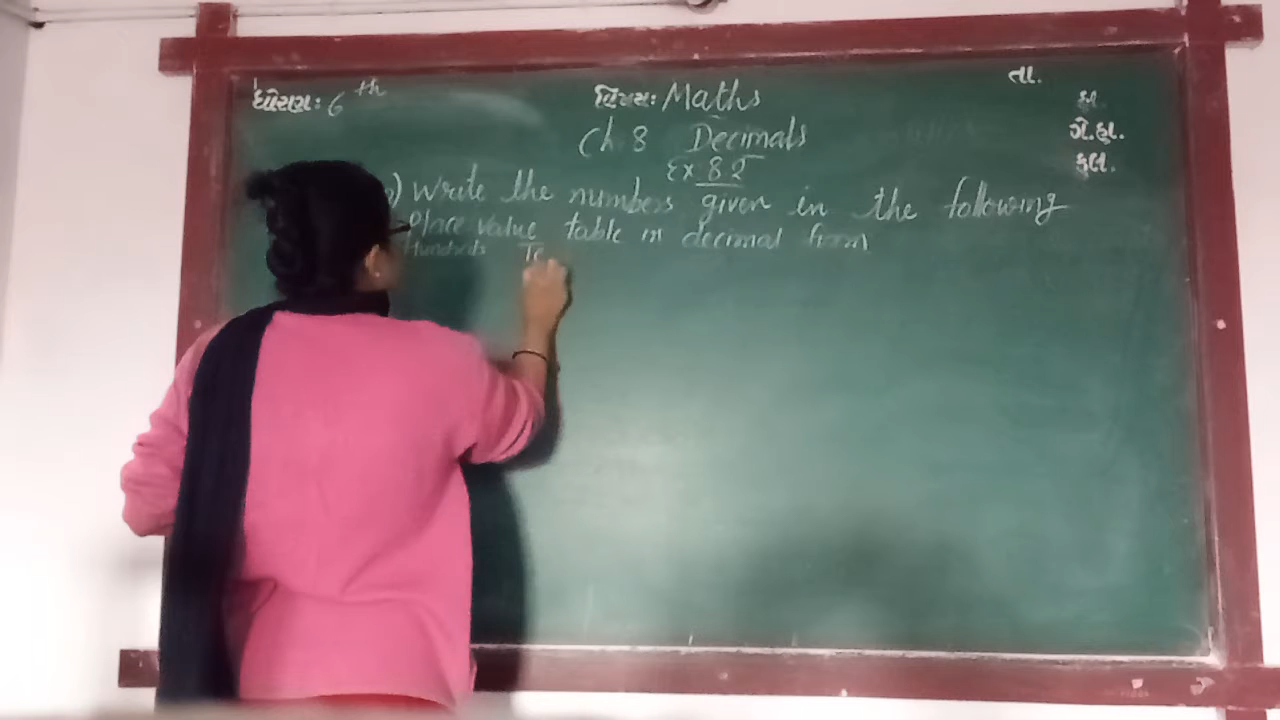 ધોરણ: 6th
વિષય: Maths
તા.
Ch 8 Decimals
Ex 8.2
હા.
ગે.હા.
કુલ.
Write the numbers given in the following
Place value table in decimal form
Hundreds Te